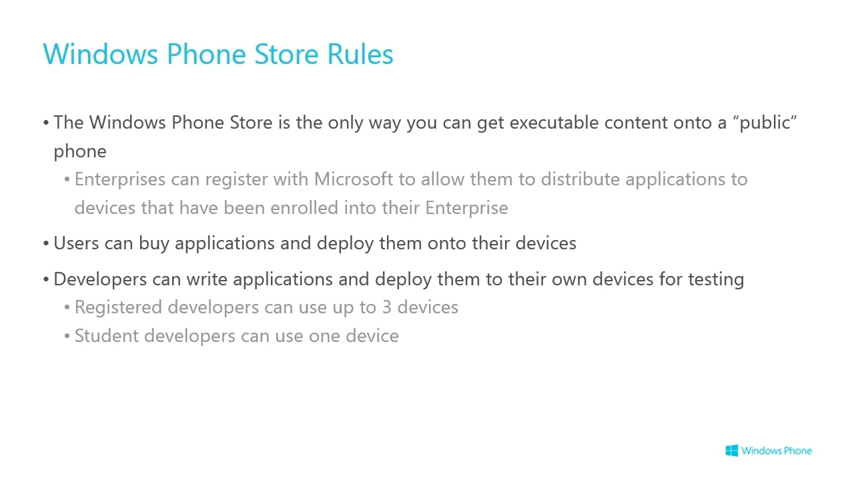 Windows Phone Store Rules
• The Windows Phone Store is the only way you can get executable content onto a “public”
phone
• Enterprises can register with Microsoft to allow them to distribute applications to
devices that have been enrolled into their Enterprise
• Users can buy applications and deploy them onto their devices
• Developers can write applications and deploy them to their own devices for testing
• Registered developers can use up to 3 devices
• Student developers can use one device
Windows Phone